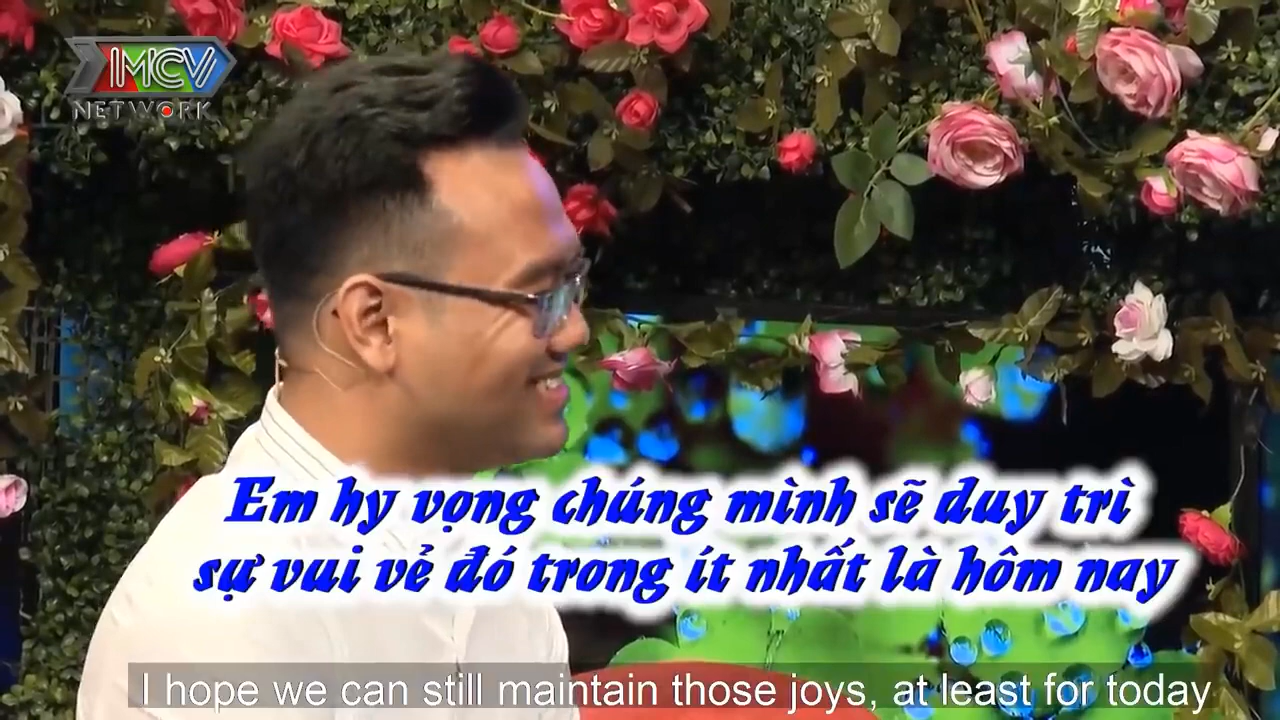 MCV
NETWORK
Em hy vọng chúng mình sẽ duy trì
sự vui vẻ đó trong ít nhất là hôm nay
I hope we can still maintain those joys, at least for today